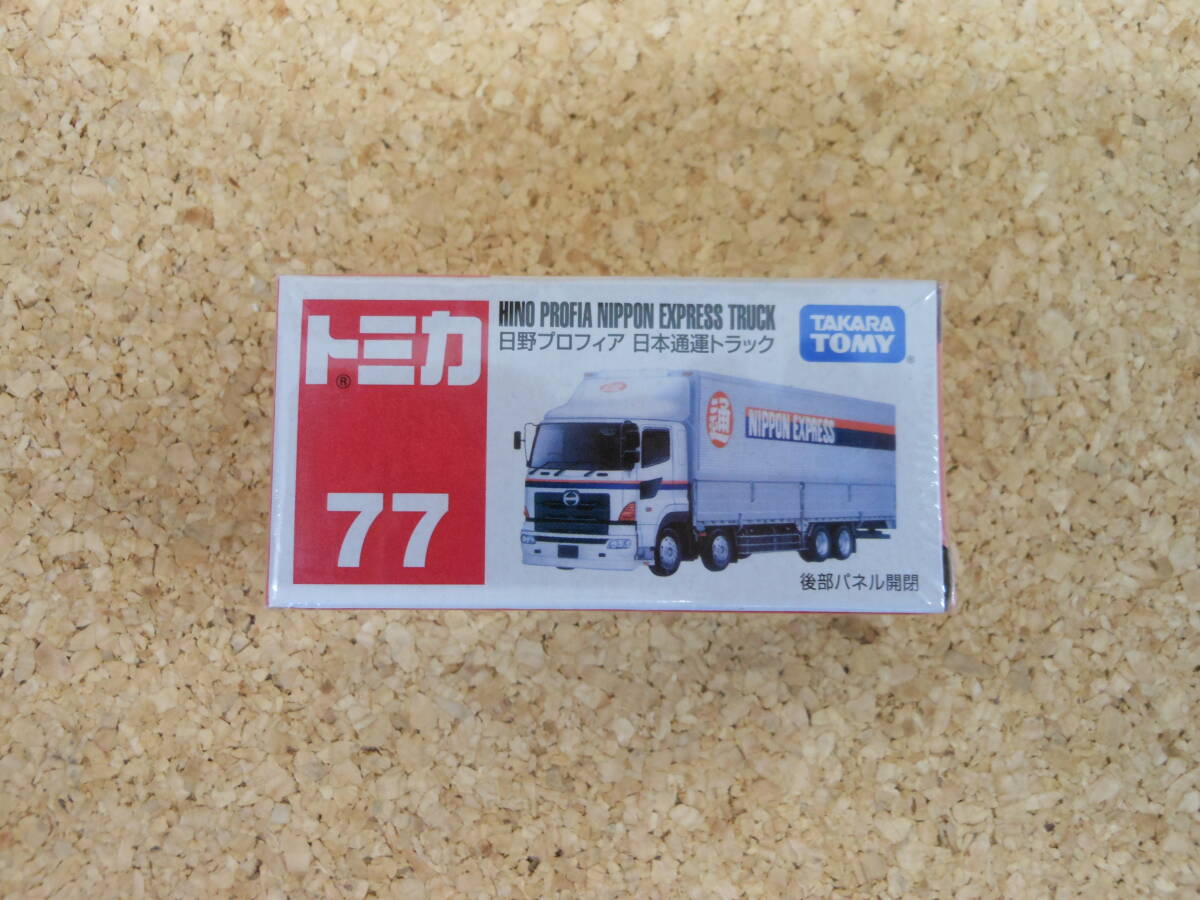 トミカ
®
77
HINO PROFIA NIPPON EXPRESS TRUCK
日野プロフィア 日本通運トラック
TAKARA
TOMY®
通
NIPPON EXPRESS
後部パネル開閉